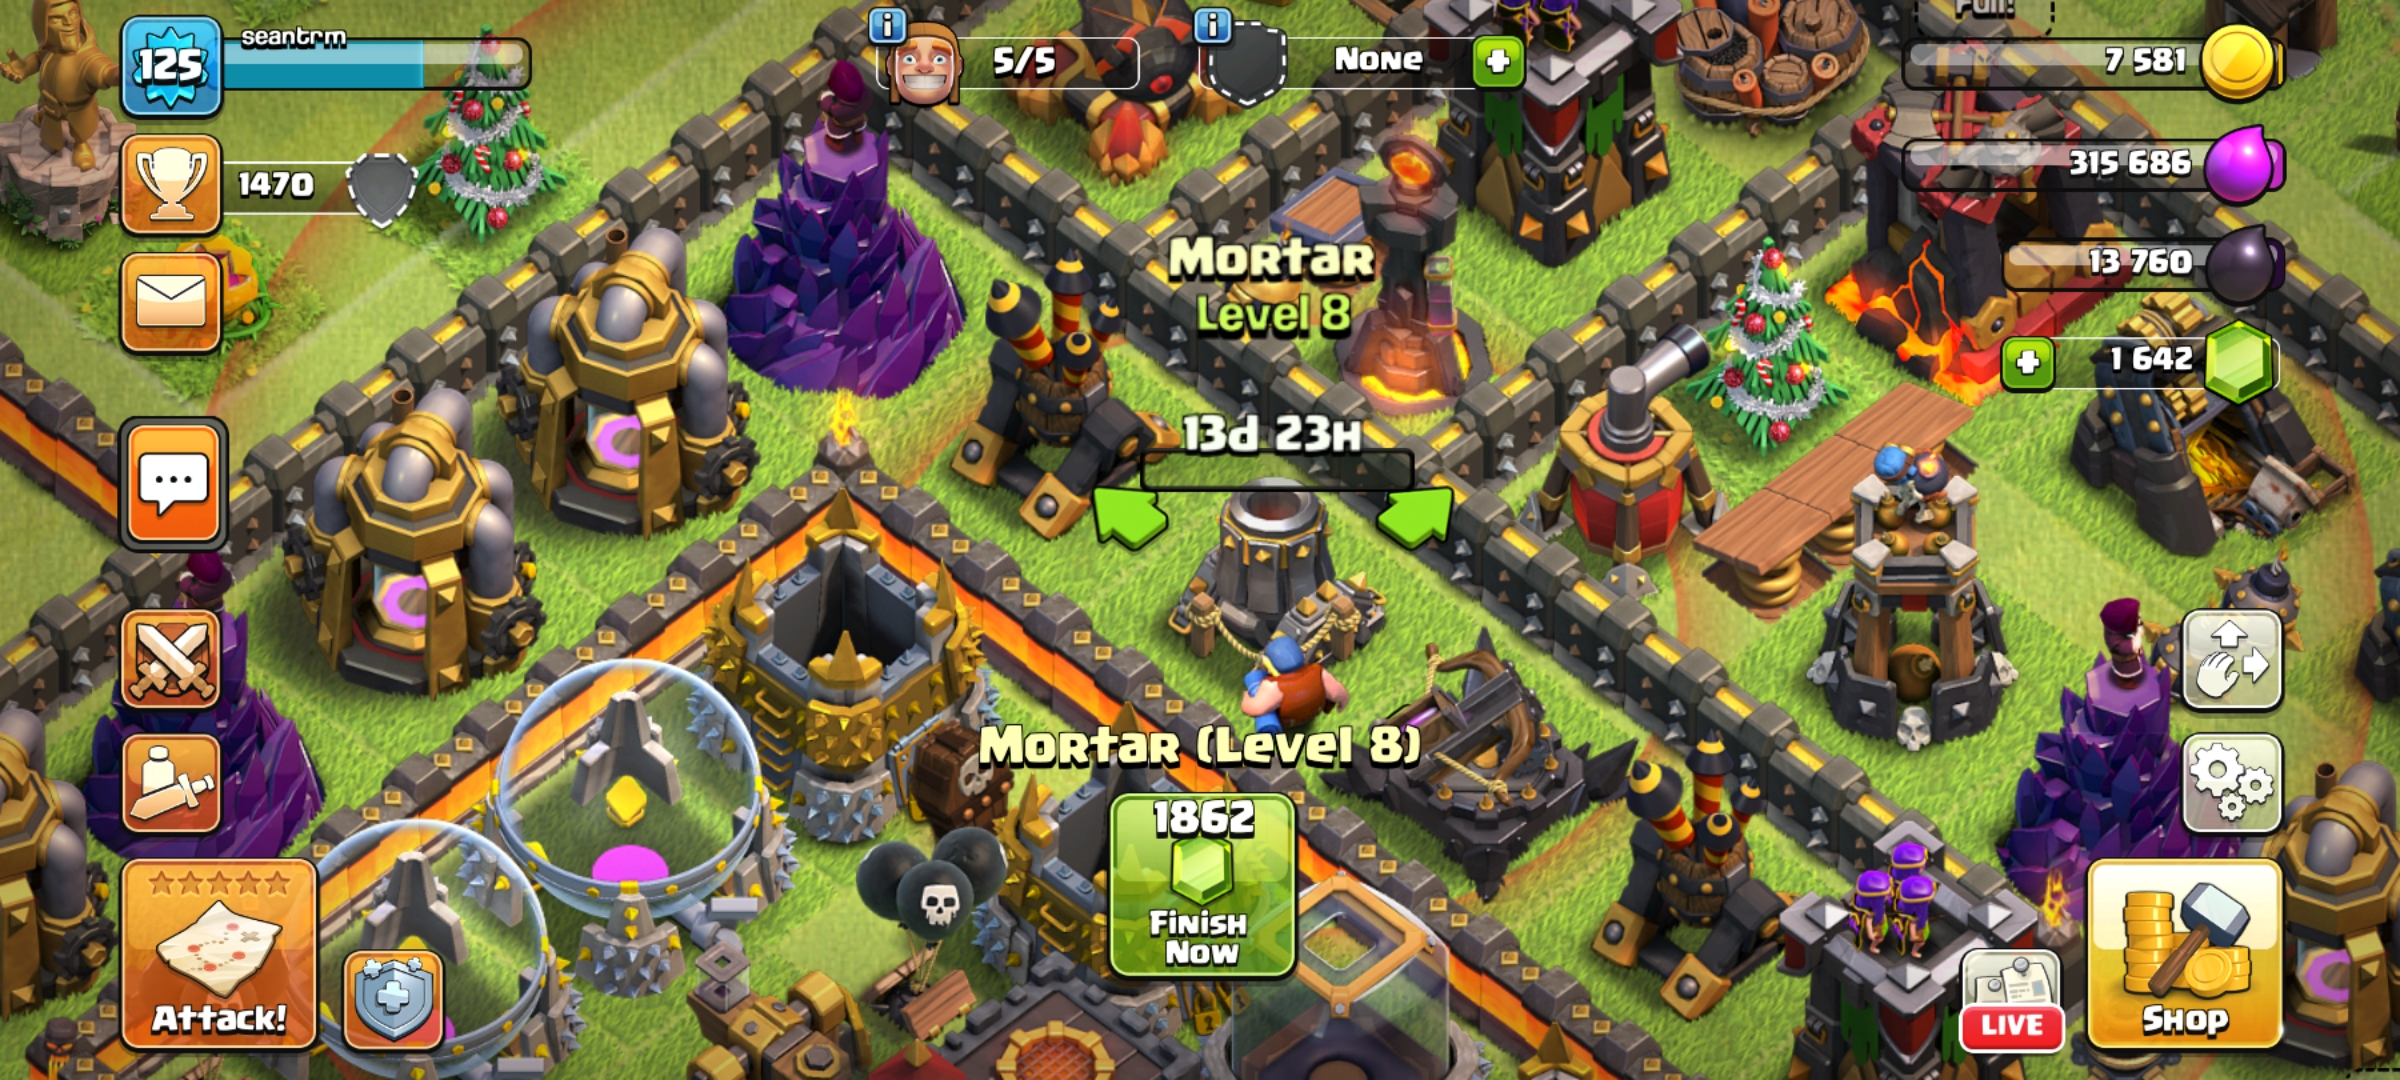 Full!
125
seantrm
5/5
None
7 581
1470
315 686
13 760
1 642
Mortar
Level 8
13d 23H
Mortar (Level 8)
1862
Finish
Now
Attack!
LIVE
Shop